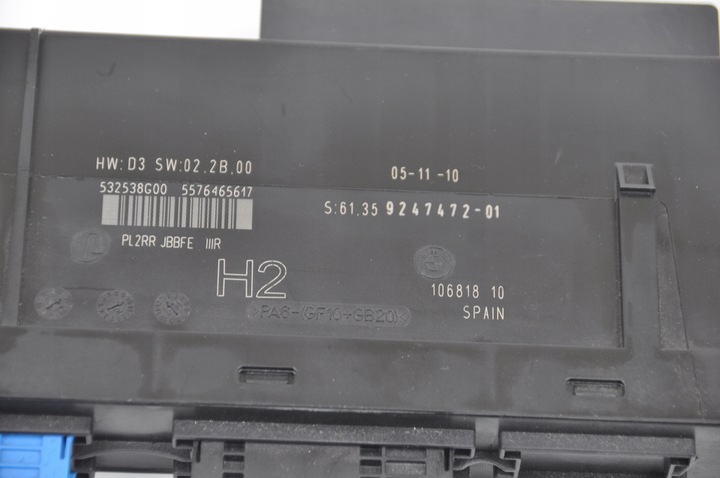 HW: D3 SW:02.2B.00
05-11-10
532538G00 5576465617
S:61.35 9247472-01
PL2RR JBBFE IIIR
H2
106818 10
>PA6-(GF10+GB20)<
SPAIN